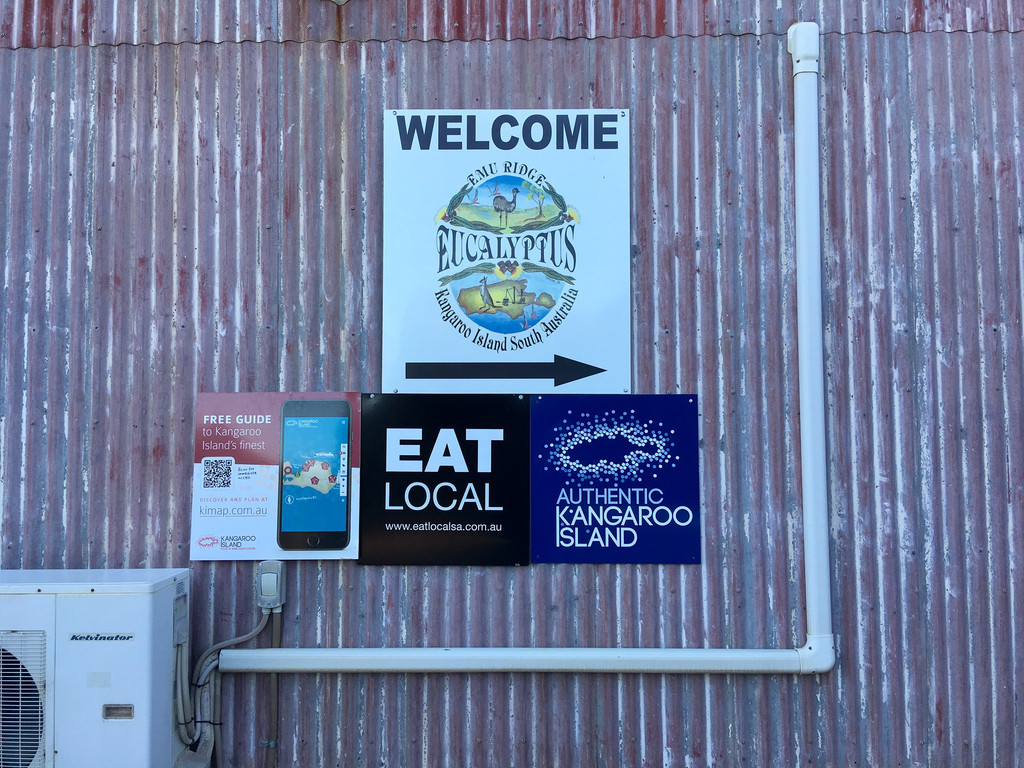 WELCOME
EMU RIDGE
EUCALYPTUS
Kangaroo Island South Australia
FREE GUIDE
to Kangaroo
Island's finest
DISCOVER AND PLAN AT
kimap.com.au
KANGAROO
ISLAND
EAT
LOCAL
www.eatlocalsa.com.au
AUTHENTIC
KANGAROO
ISLAND
Kelvinator